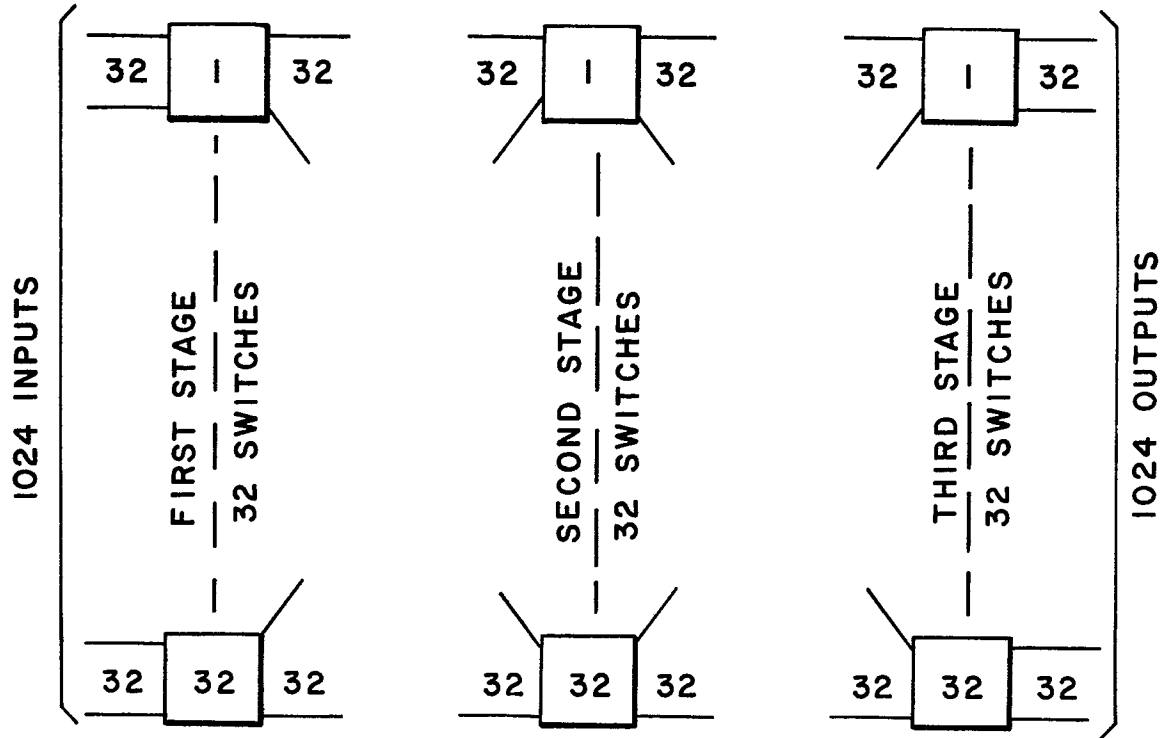 32 1 32
32 1 32
32 1 32
1024 INPUTS
FIRST STAGE
32 SWITCHES
SECOND STAGE
32 SWITCHES
THIRD STAGE
32 SWITCHES
1024 OUTPUTS
32 32 32
32 32 32
32 32 32